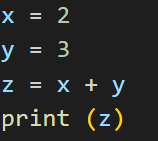 x = 2
y = 3
z = x + y
print (z)